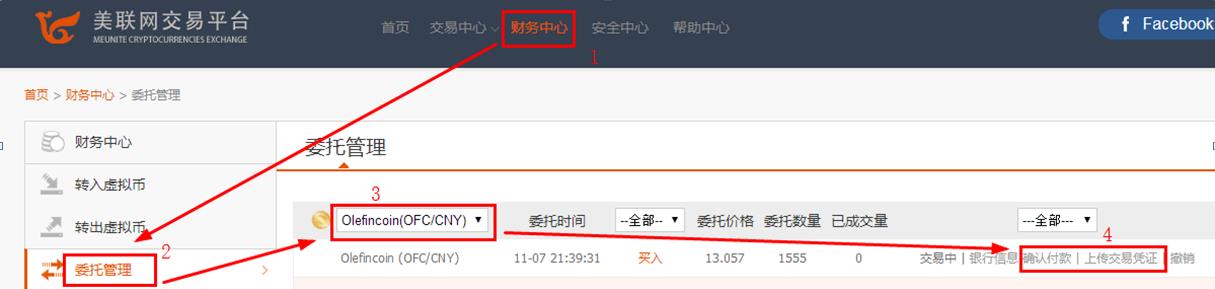 美联网交易平台
MEUNITE CRYPTOCURRENCIES EXCHANGE
首页 交易中心 财务中心 安全中心 帮助中心
f Facebook
1
首页 > 财务中心 > 委托管理
财务中心
转入虚拟币
转出虚拟币
委托管理
2
委托管理
3
Olefincoin(OFC/CNY) 委托时间 --全部-- 委托价格 委托数量 已成交量 ---全部---
4
Olefincoin (OFC/CNY) 11-07 21:39:31 买入 13.057 1555 0 交易中 | 银行信息 确认付款 | 上传交易凭证 | 撤销